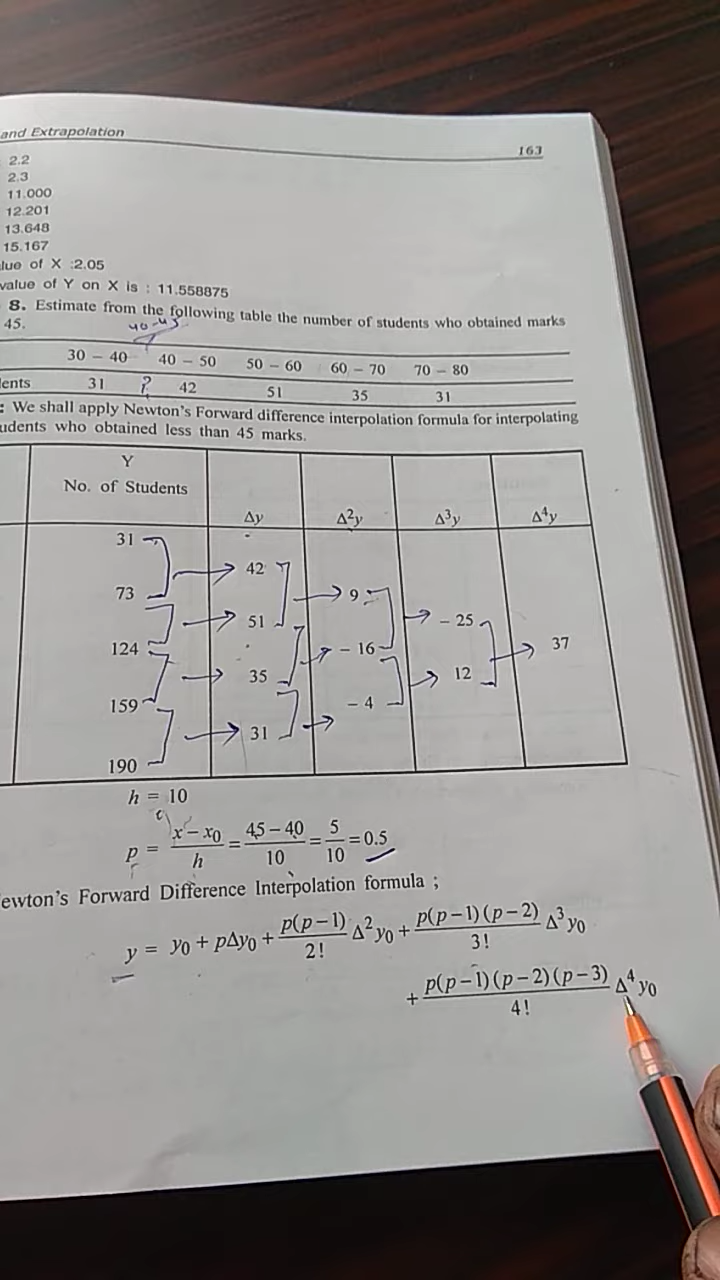 and Extrapolation
163
2.2
2.3
11.000
12.201
13.648
15.167
lue of X :2.05
value of Y on X is : 11.558875
8. Estimate from the following table the number of students who obtained marks
45.
40-45
30 – 40 40 – 50 50 – 60 60 – 70 70 – 80
ents 31 ? 42 51 35 31
: We shall apply Newton's Forward difference interpolation formula for interpolating
udents who obtained less than 45 marks.
Y
No. of Students Δy Δ²y Δ³y Δ⁴y
31
42
73 9
51 – 25
124 – 16 37
35 12
159 – 4
31
190
h = 10
p = x – x₀ / h = 45 – 40 / 10 = 5 / 10 = 0.5
ewton's Forward Difference Interpolation formula ;
y = y₀ + pΔy₀ + p(p–1) / 2! Δ²y₀ + p(p–1)(p–2) / 3! Δ³y₀
+ p(p–1)(p–2)(p–3) / 4! Δ⁴y₀